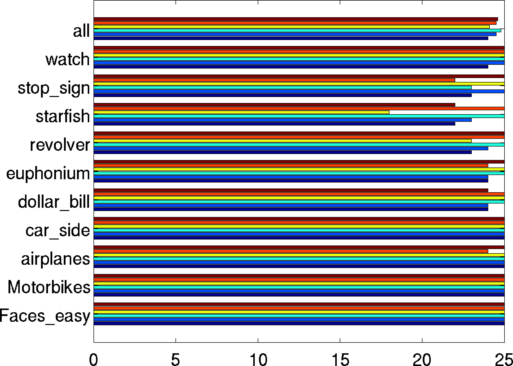 all
watch
stop_sign
starfish
revolver
euphonium
dollar_bill
car_side
airplanes
Motorbikes
Faces_easy
0 5 10 15 20 25